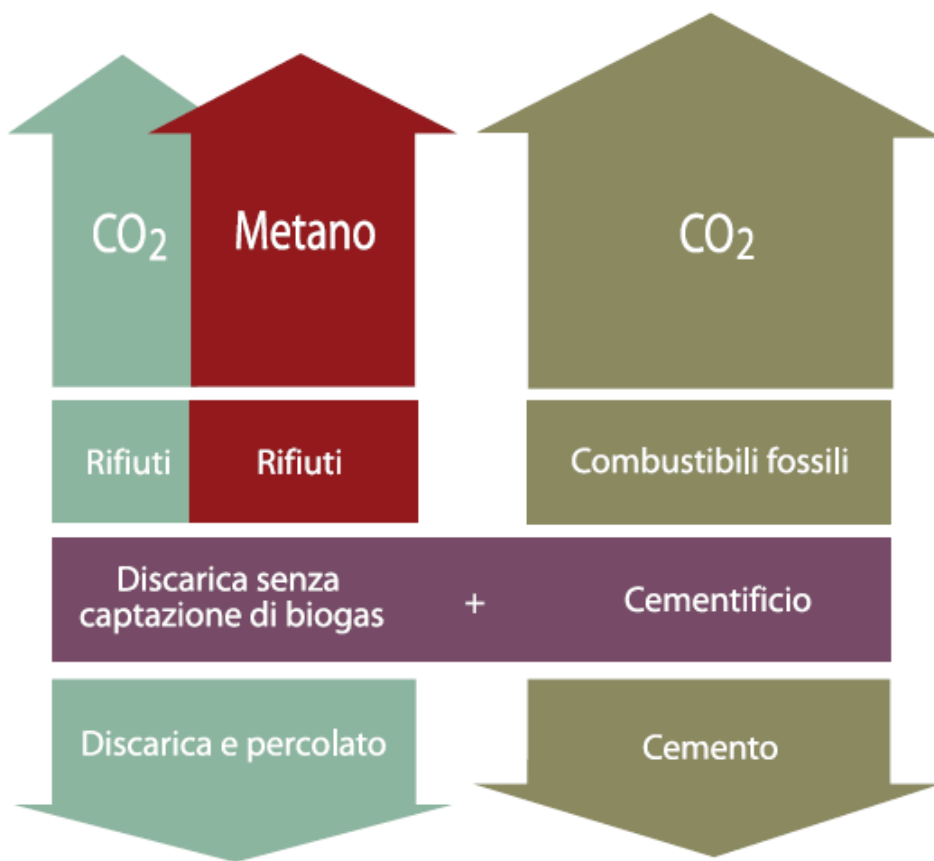 CO₂
Metano
CO₂
Rifiuti
Rifiuti
Combustibili fossili
Discarica senza
captazione di biogas
+
Cementificio
Discarica e percolato
Cemento